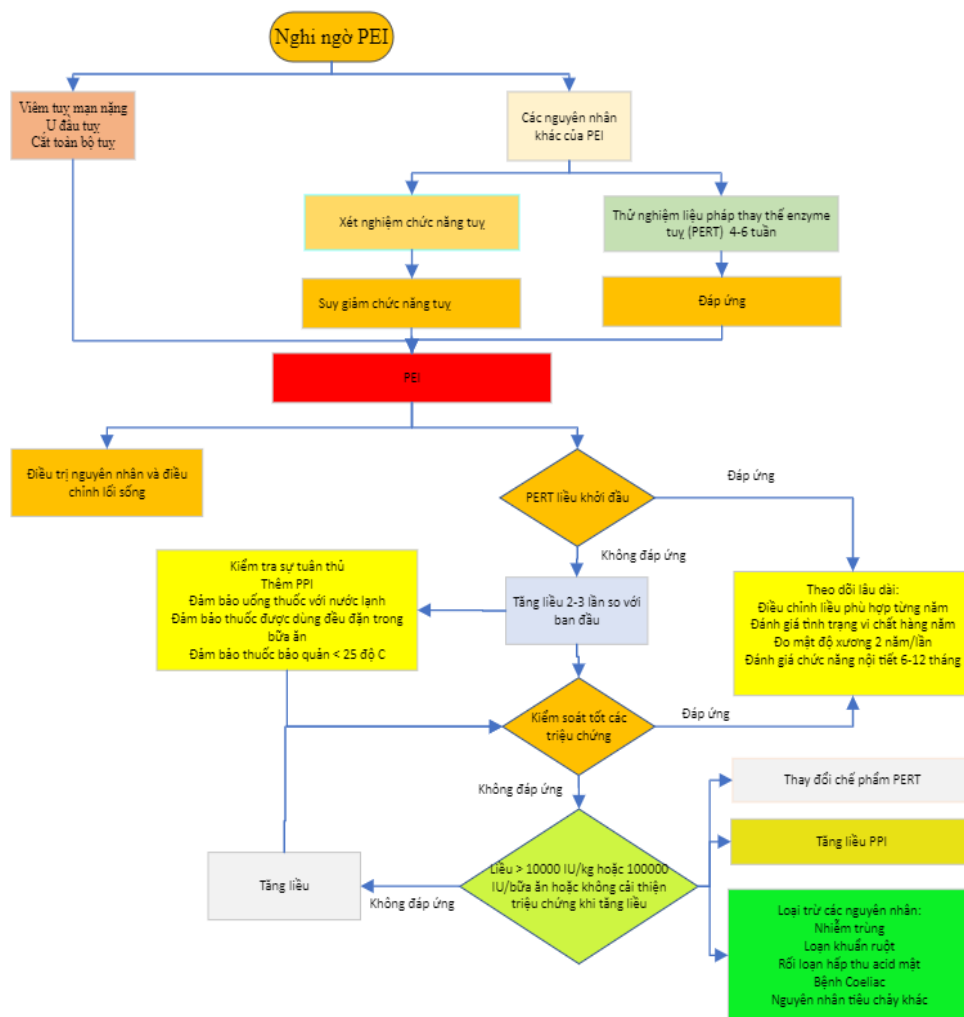 Nghi ngờ PEI
Viêm tuỵ mạn nặng
U đầu tuỵ
Cắt toàn bộ tuỵ
Các nguyên nhân
khác của PEI
Xét nghiệm chức năng tuỵ
Thử nghiệm liệu pháp thay thế enzyme
tuỵ (PERT) 4-6 tuần
Suy giảm chức năng tuỵ
Đáp ứng
PEI
Điều trị nguyên nhân và điều
chỉnh lối sống
PERT liều khởi đầu
Đáp ứng
Không đáp ứng
Kiểm tra sự tuân thủ
Thêm PPI
Đảm bảo uống thuốc với nước lạnh
Đảm bảo thuốc được dùng đều đặn trong
bữa ăn
Đảm bảo thuốc bảo quản < 25 độ C
Tăng liều 2-3 lần so với
ban đầu
Theo dõi lâu dài:
Điều chỉnh liều phù hợp từng năm
Đánh giá tình trạng vi chất hàng năm
Đo mật độ xương 2 năm/lần
Đánh giá chức năng nội tiết 6-12 tháng
Kiểm soát tốt các
triệu chứng
Đáp ứng
Không đáp ứng
Thay đổi chế phẩm PERT
Tăng liều PPI
Liều > 10000 IU/kg hoặc 100000
IU/bữa ăn hoặc không cải thiện
triệu chứng khi tăng liều
Không đáp ứng
Tăng liều
Loại trừ các nguyên nhân:
Nhiễm trùng
Loạn khuẩn ruột
Rối loạn hấp thu acid mật
Bệnh Coeliac
Nguyên nhân tiêu chảy khác